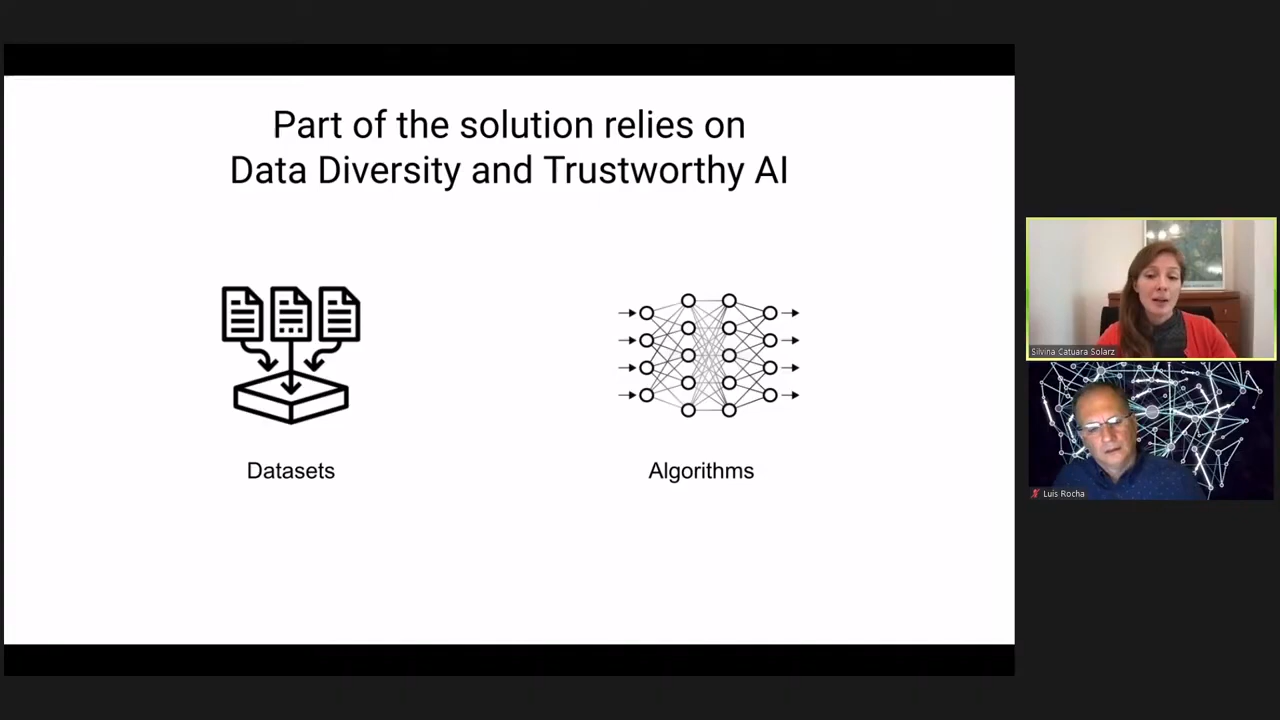 Part of the solution relies on
Data Diversity and Trustworthy AI
Datasets
Algorithms
Silvina Catuara Solarz
Luis Rocha